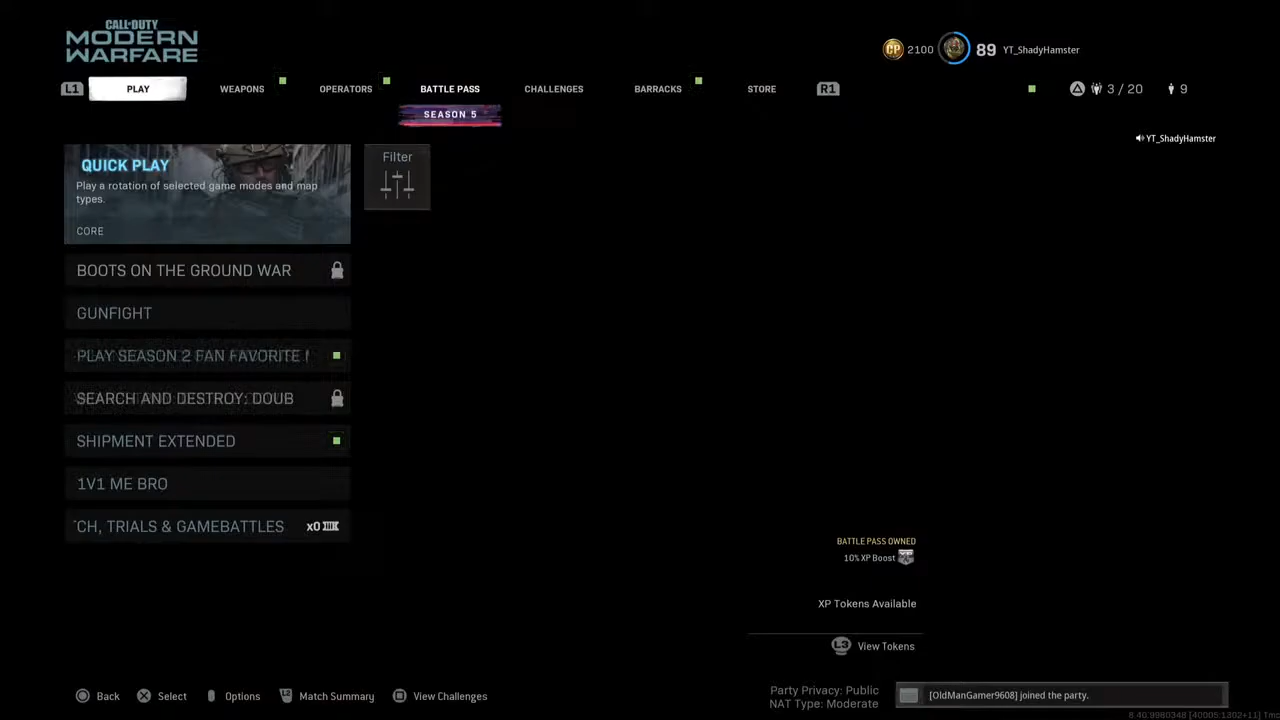 CALL OF DUTY
MODERN
WARFARE
CP 2100 89 YT_ShadyHamster
L1 PLAY WEAPONS OPERATORS BATTLE PASS CHALLENGES BARRACKS STORE R1 3 / 20 9
SEASON 5
YT_ShadyHamster
QUICK PLAY
Play a rotation of selected game modes and map
types.
CORE
Filter
BOOTS ON THE GROUND WAR
GUNFIGHT
PLAY SEASON 2 FAN FAVORITE
SEARCH AND DESTROY: DOUB
SHIPMENT EXTENDED
1V1 ME BRO
CH, TRIALS & GAMEBATTLES x0
BATTLE PASS OWNED
10% XP Boost XP
XP Tokens Available
L3 View Tokens
Back Select Options Match Summary View Challenges
Party Privacy: Public
NAT Type: Moderate
[OldManGamer9608] joined the party.